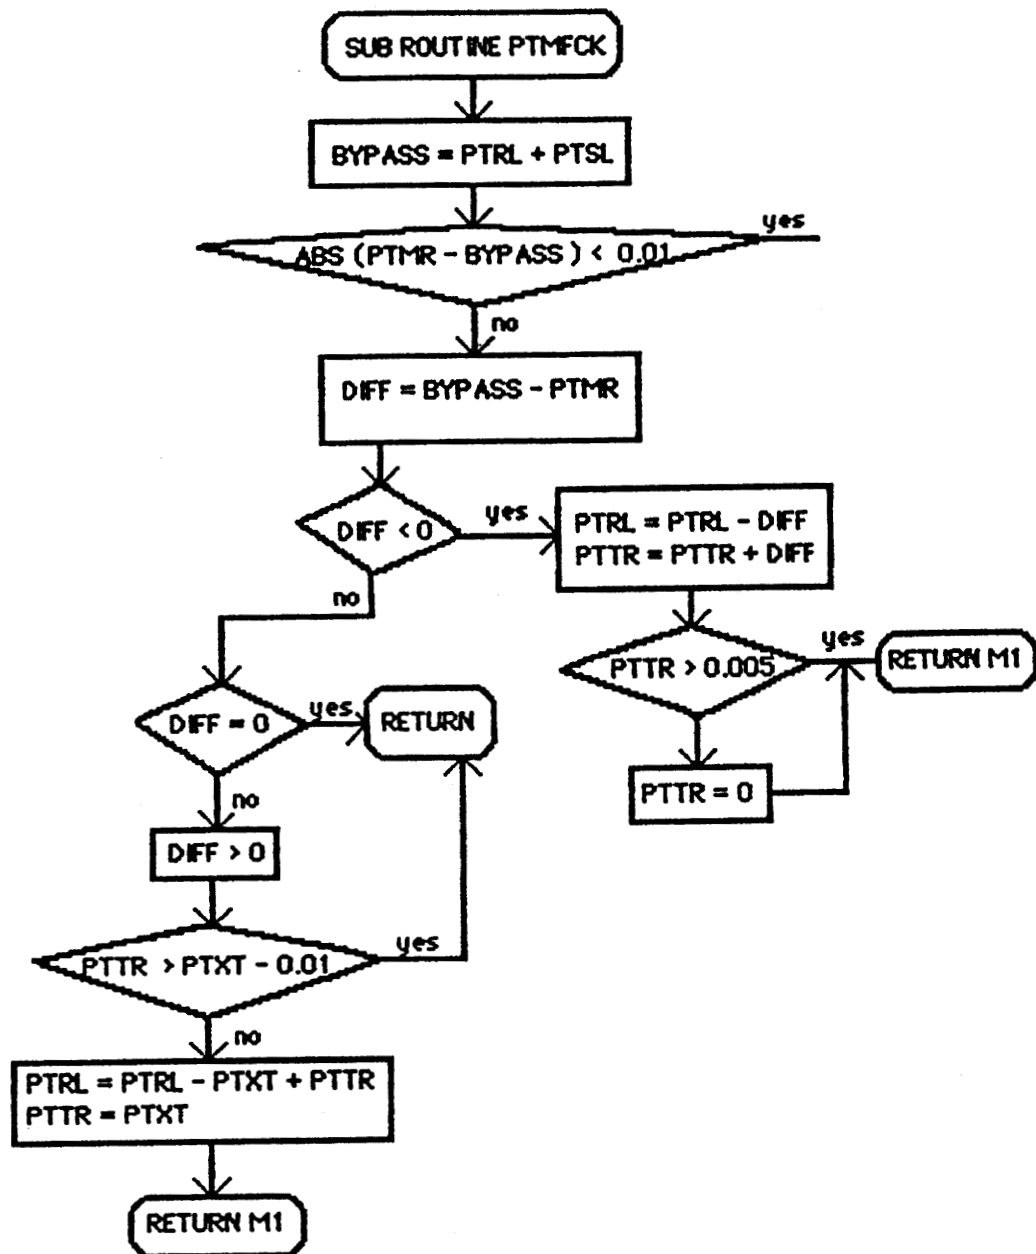 SUB ROUTINE PTMFCK
BYPASS = PTRL + PTSL
yes
ABS (PTMR - BYPASS) < 0.01
no
DIFF = BYPASS - PTMR
DIFF < 0
yes
PTRL = PTRL - DIFF
PTTR = PTTR + DIFF
no
PTTR > 0.005
yes
RETURN M1
PTTR = 0
DIFF = 0
yes
RETURN
no
DIFF > 0
PTTR > PTXT - 0.01
yes
no
PTRL = PTRL - PTXT + PTTR
PTTR = PTXT
RETURN M1